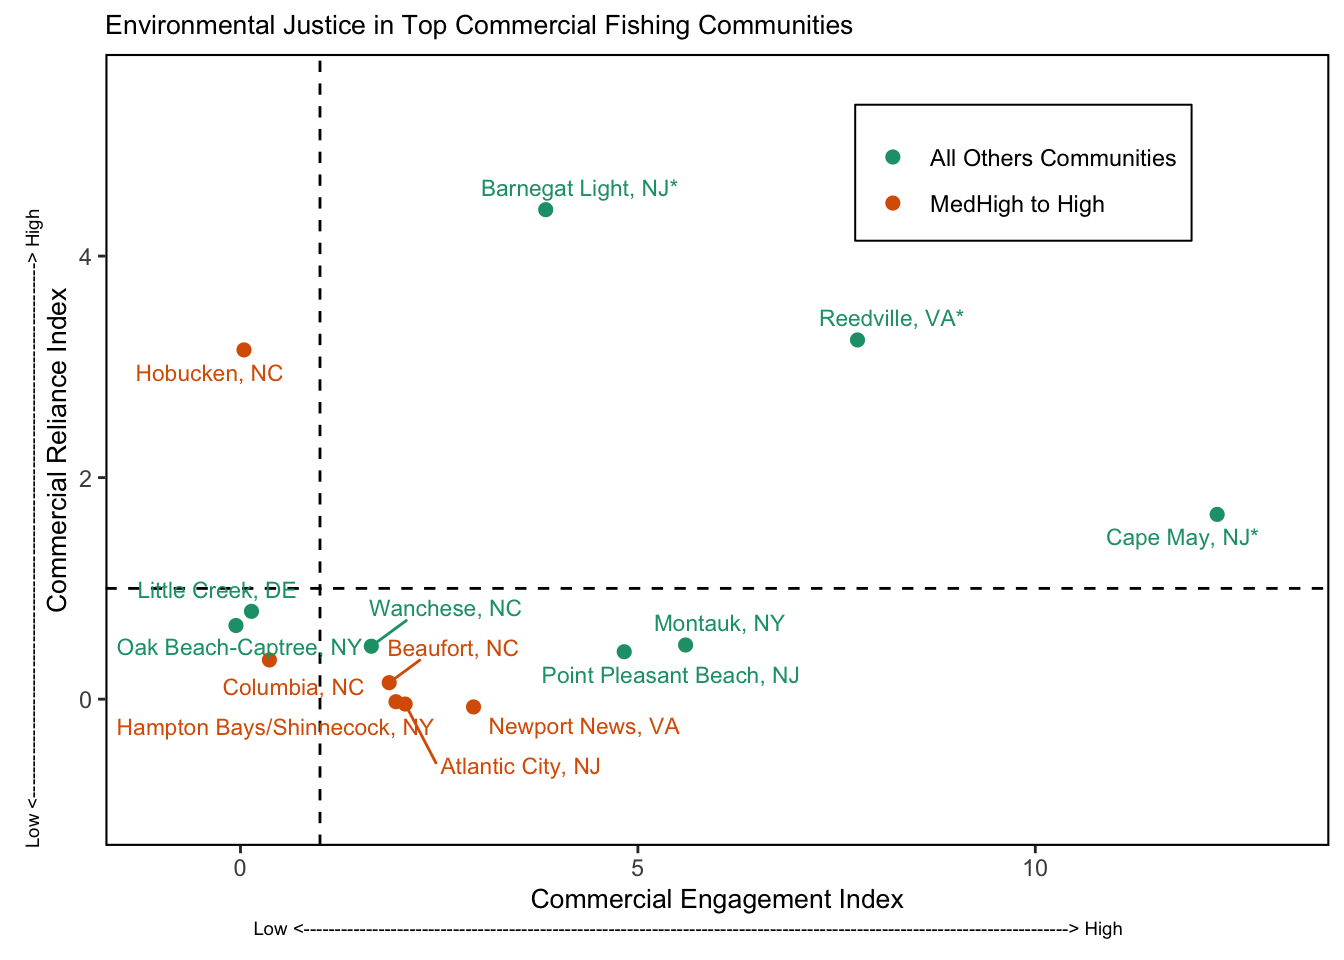 Environmental Justice in Top Commercial Fishing Communities
All Others Communities
MedHigh to High
Barnegat Light, NJ*
Reedville, VA*
Hobucken, NC
Cape May, NJ*
Little Creek, DE
Wanchese, NC
Montauk, NY
Oak Beach-Captree, NY
Beaufort, NC
Point Pleasant Beach, NJ
Columbia, NC
Hampton Bays/Shinnecock, NY
Newport News, VA
Atlantic City, NJ
4
2
0
Commercial Reliance Index
Low <----------------------------------------------------------------------------------------> High
0
5
10
Commercial Engagement Index
Low <--------------------------------------------------------------------------------------------------------------------------> High